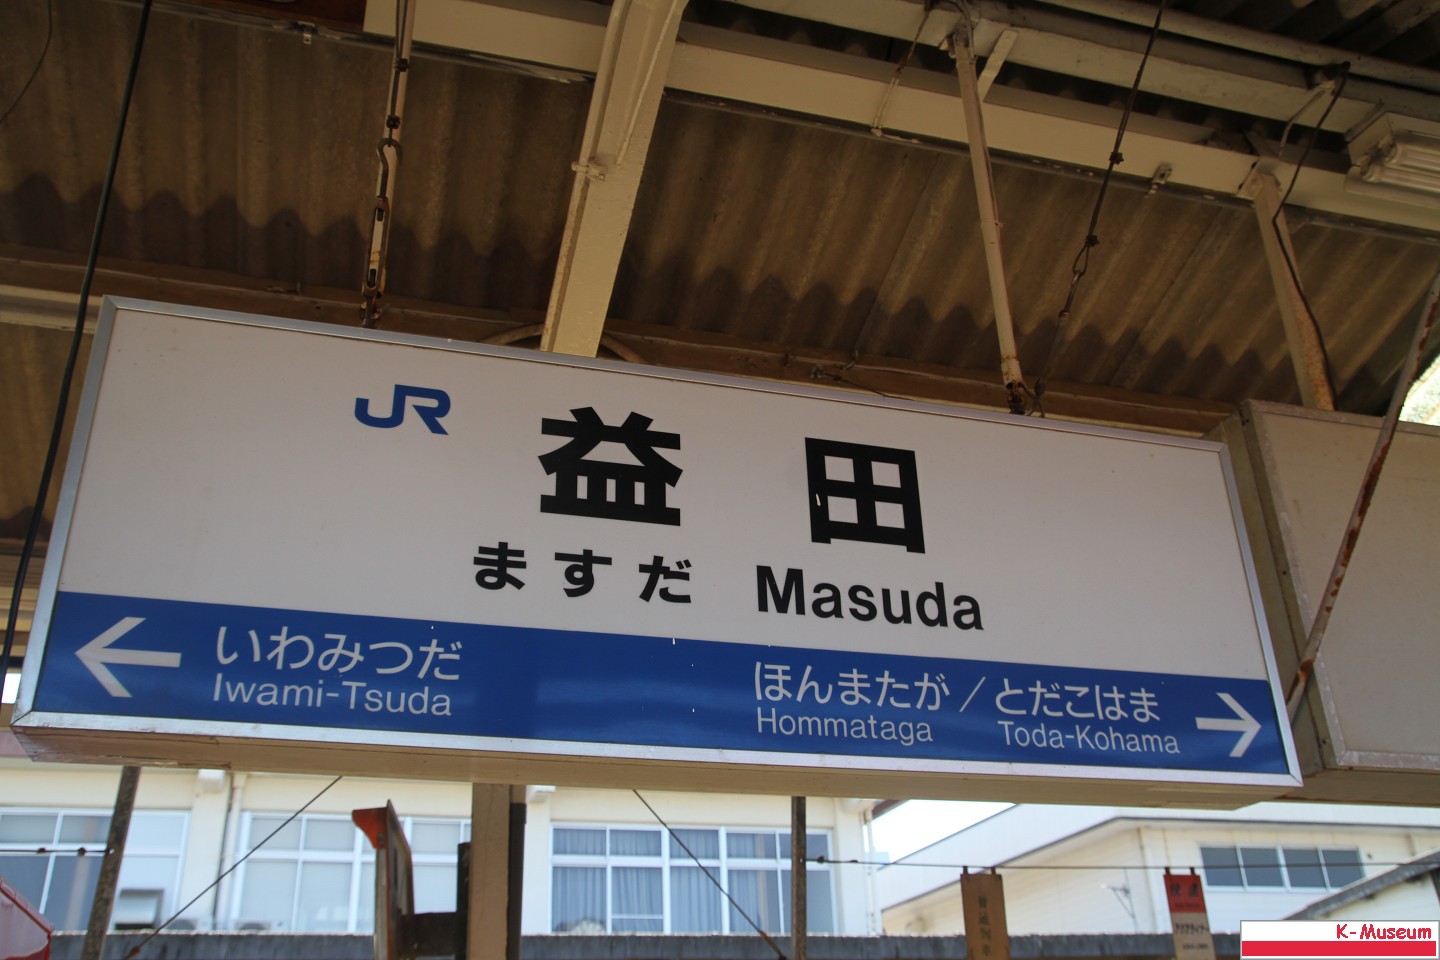 JR
益田
ますだ Masuda
いわみつだ
Iwami-Tsuda
ほんまたが／とだこはま
Hommataga Toda-Kohama
K-Museum